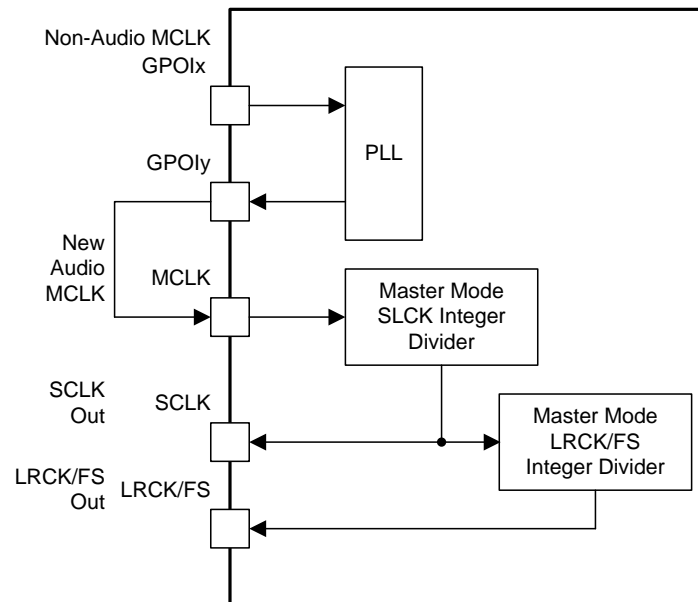 Non-Audio MCLK
GPOIx
PLL
GPOIy
New
Audio
MCLK
MCLK
Master Mode
SLCK Integer
Divider
SCLK
Out
SCLK
Master Mode
LRCK/FS
Integer Divider
LRCK/FS
Out
LRCK/FS